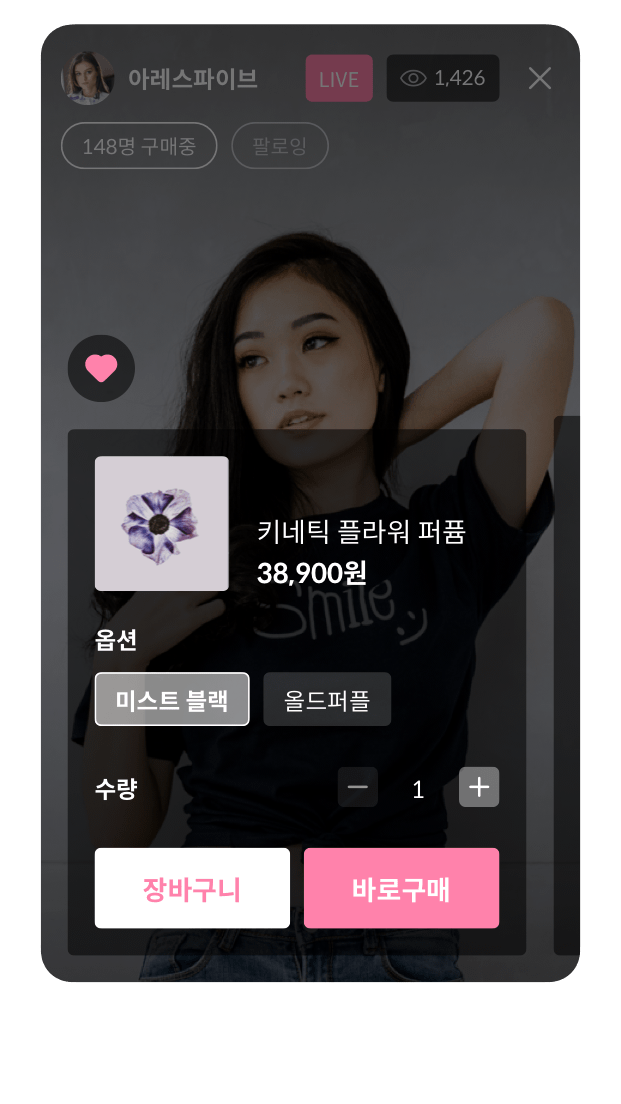 아레스파이브
LIVE
1,426
148명 구매중
팔로잉
키네틱 플라워 퍼퓸
38,900원
Smile
옵션
미스트 블랙
올드퍼플
수량
1
장바구니
바로구매